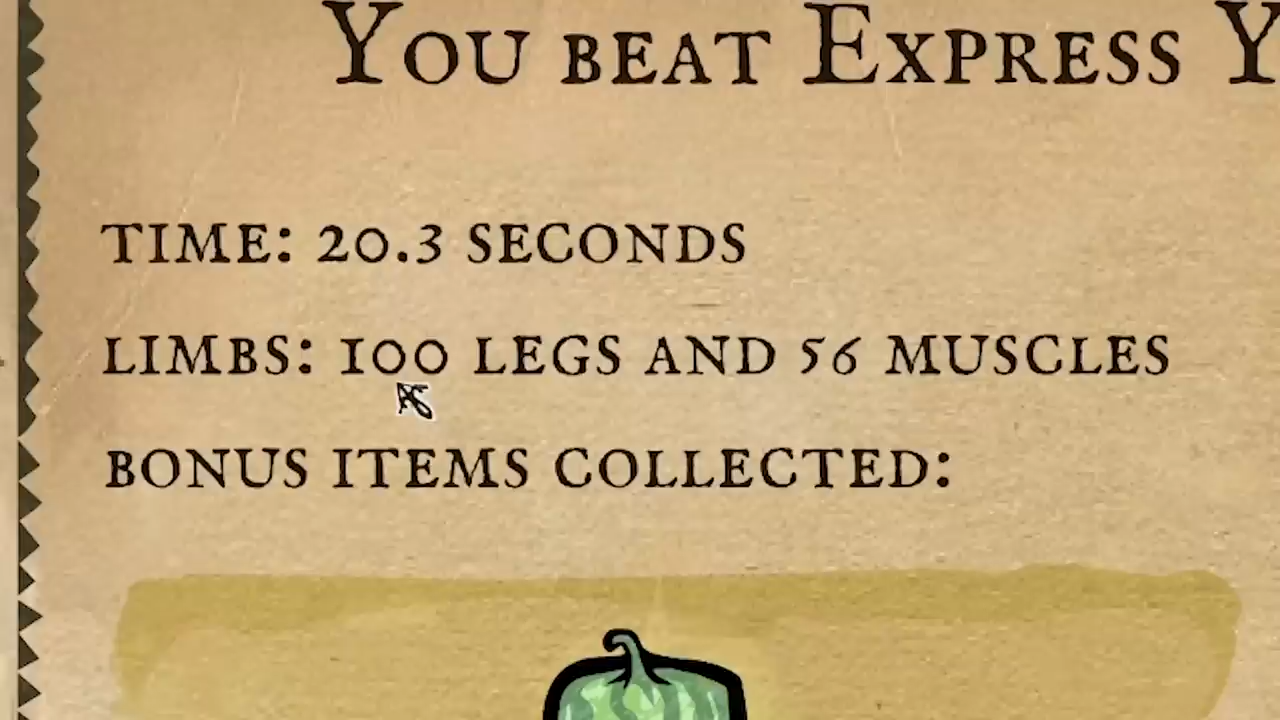 You beat Express
Time: 20.3 seconds
Limbs: 100 legs and 56 muscles
Bonus items collected: